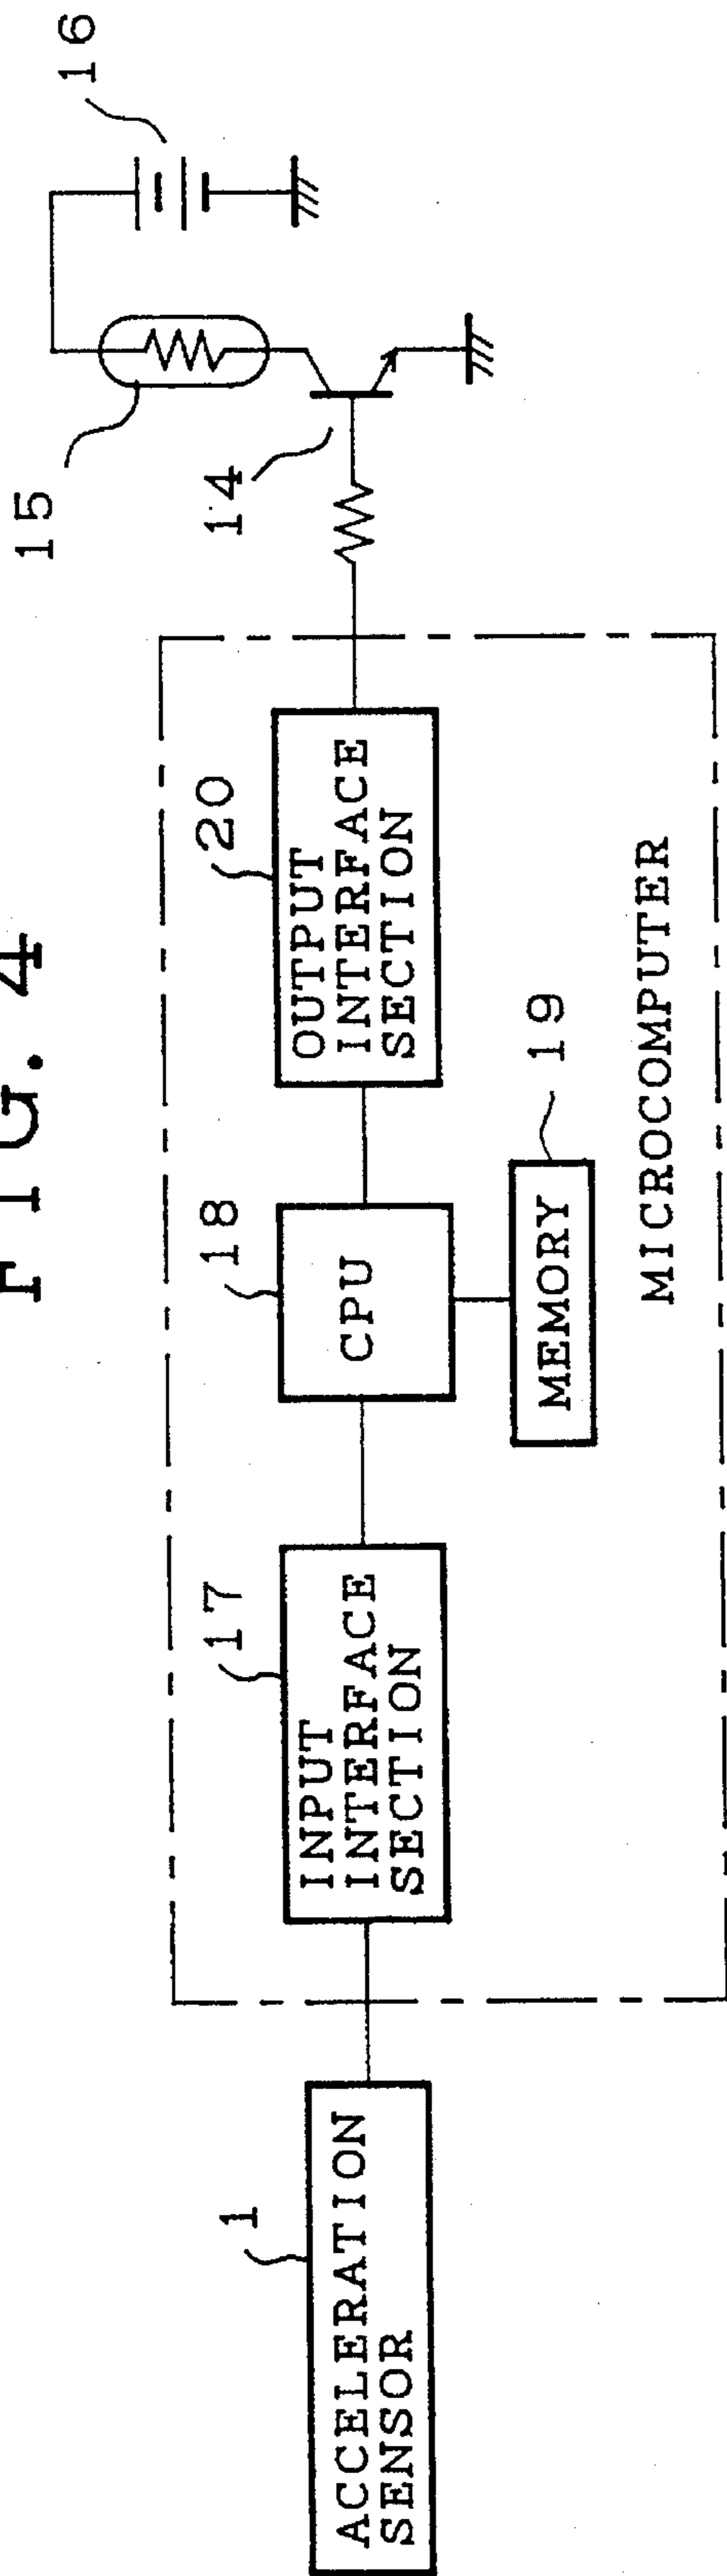 FIG. 4
1
ACCELERATION
SENSOR
17
INPUT
INTERFACE
SECTION
18
CPU
19
MEMORY
20
OUTPUT
INTERFACE
SECTION
MICROCOMPUTER
14
15
16